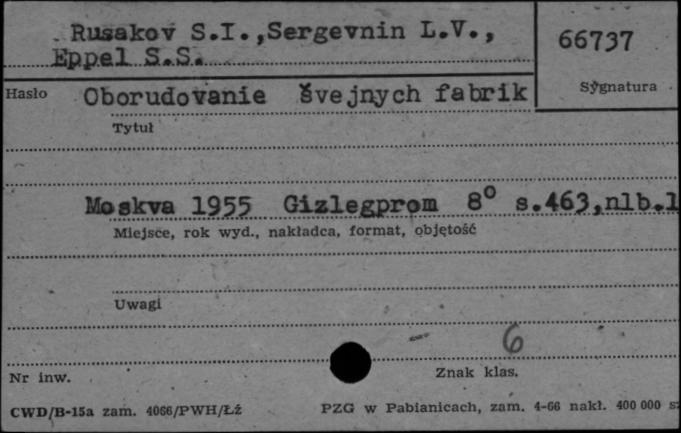 Rusakov S.I.,Sergevnin L.V.,
Eppel S.S.
66737
Sygnatura
Hasło Oborudovanie švejnych fabrik
Tytuł
Moskva 1955 Gizlegprom 8° s.463,nlb.1
Miejsce, rok wyd., nakładca, format, objętość
Uwagi
6
Nr inw.
Znak klas.
CWD/B-15a zam. 4066/PWH/Łź PZG w Pabianicach, zam. 4-66 nakł. 400 000